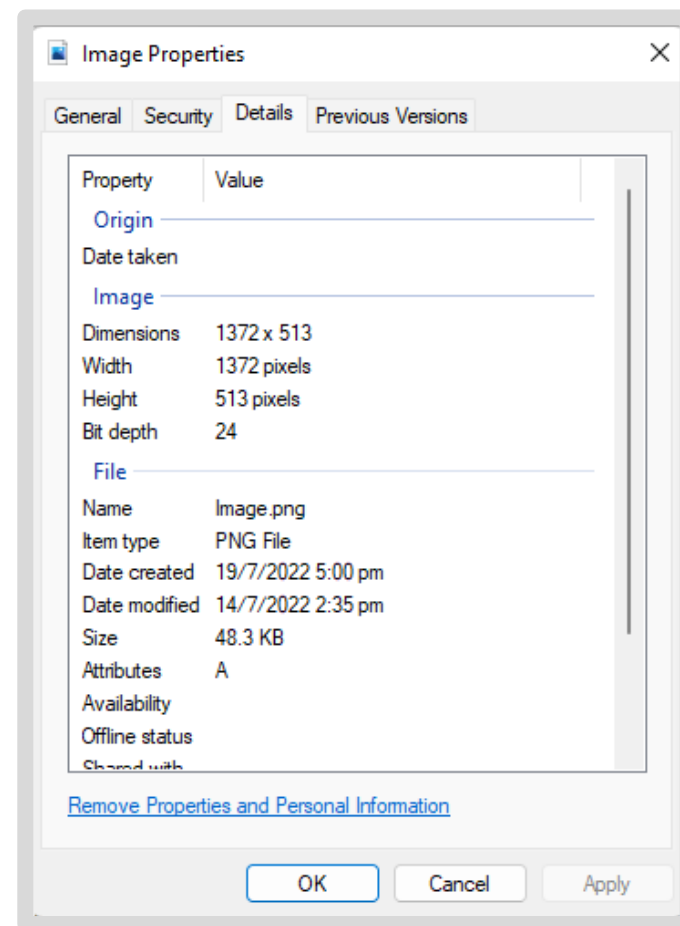 Image Properties
General Security Details Previous Versions
Property Value
Origin
Date taken
Image
Dimensions 1372 x 513
Width 1372 pixels
Height 513 pixels
Bit depth 24
File
Name Image.png
Item type PNG File
Date created 19/7/2022 5:00 pm
Date modified 14/7/2022 2:35 pm
Size 48.3 KB
Attributes A
Availability
Offline status
Shared with
Remove Properties and Personal Information
OK Cancel Apply